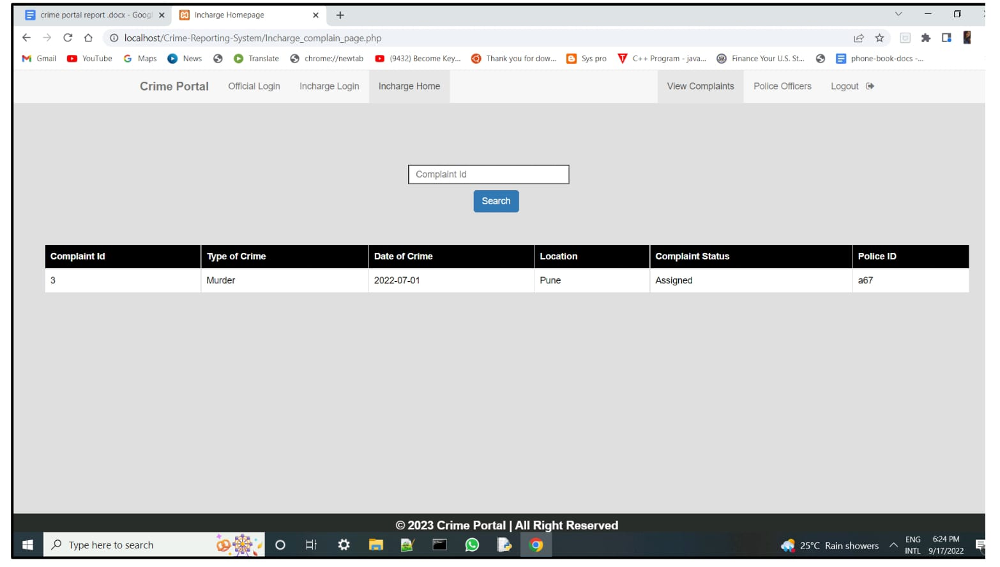 crime portal report .docx - Goog
Incharge Homepage
localhost/Crime-Reporting-System/Incharge_complain_page.php
Gmail YouTube Maps News Translate chrome://newtab (9432) Become Key... Thank you for dow... Sys pro C++ Program - java... Finance Your U.S. St... phone-book-docs -...
Crime Portal Official Login Incharge Login Incharge Home View Complaints Police Officers Logout
Complaint Id
Search
Complaint Id Type of Crime Date of Crime Location Complaint Status Police ID
3 Murder 2022-07-01 Pune Assigned a67
© 2023 Crime Portal | All Right Reserved
Type here to search 25°C Rain showers ENG 6:24 PM
INTL 9/17/2022